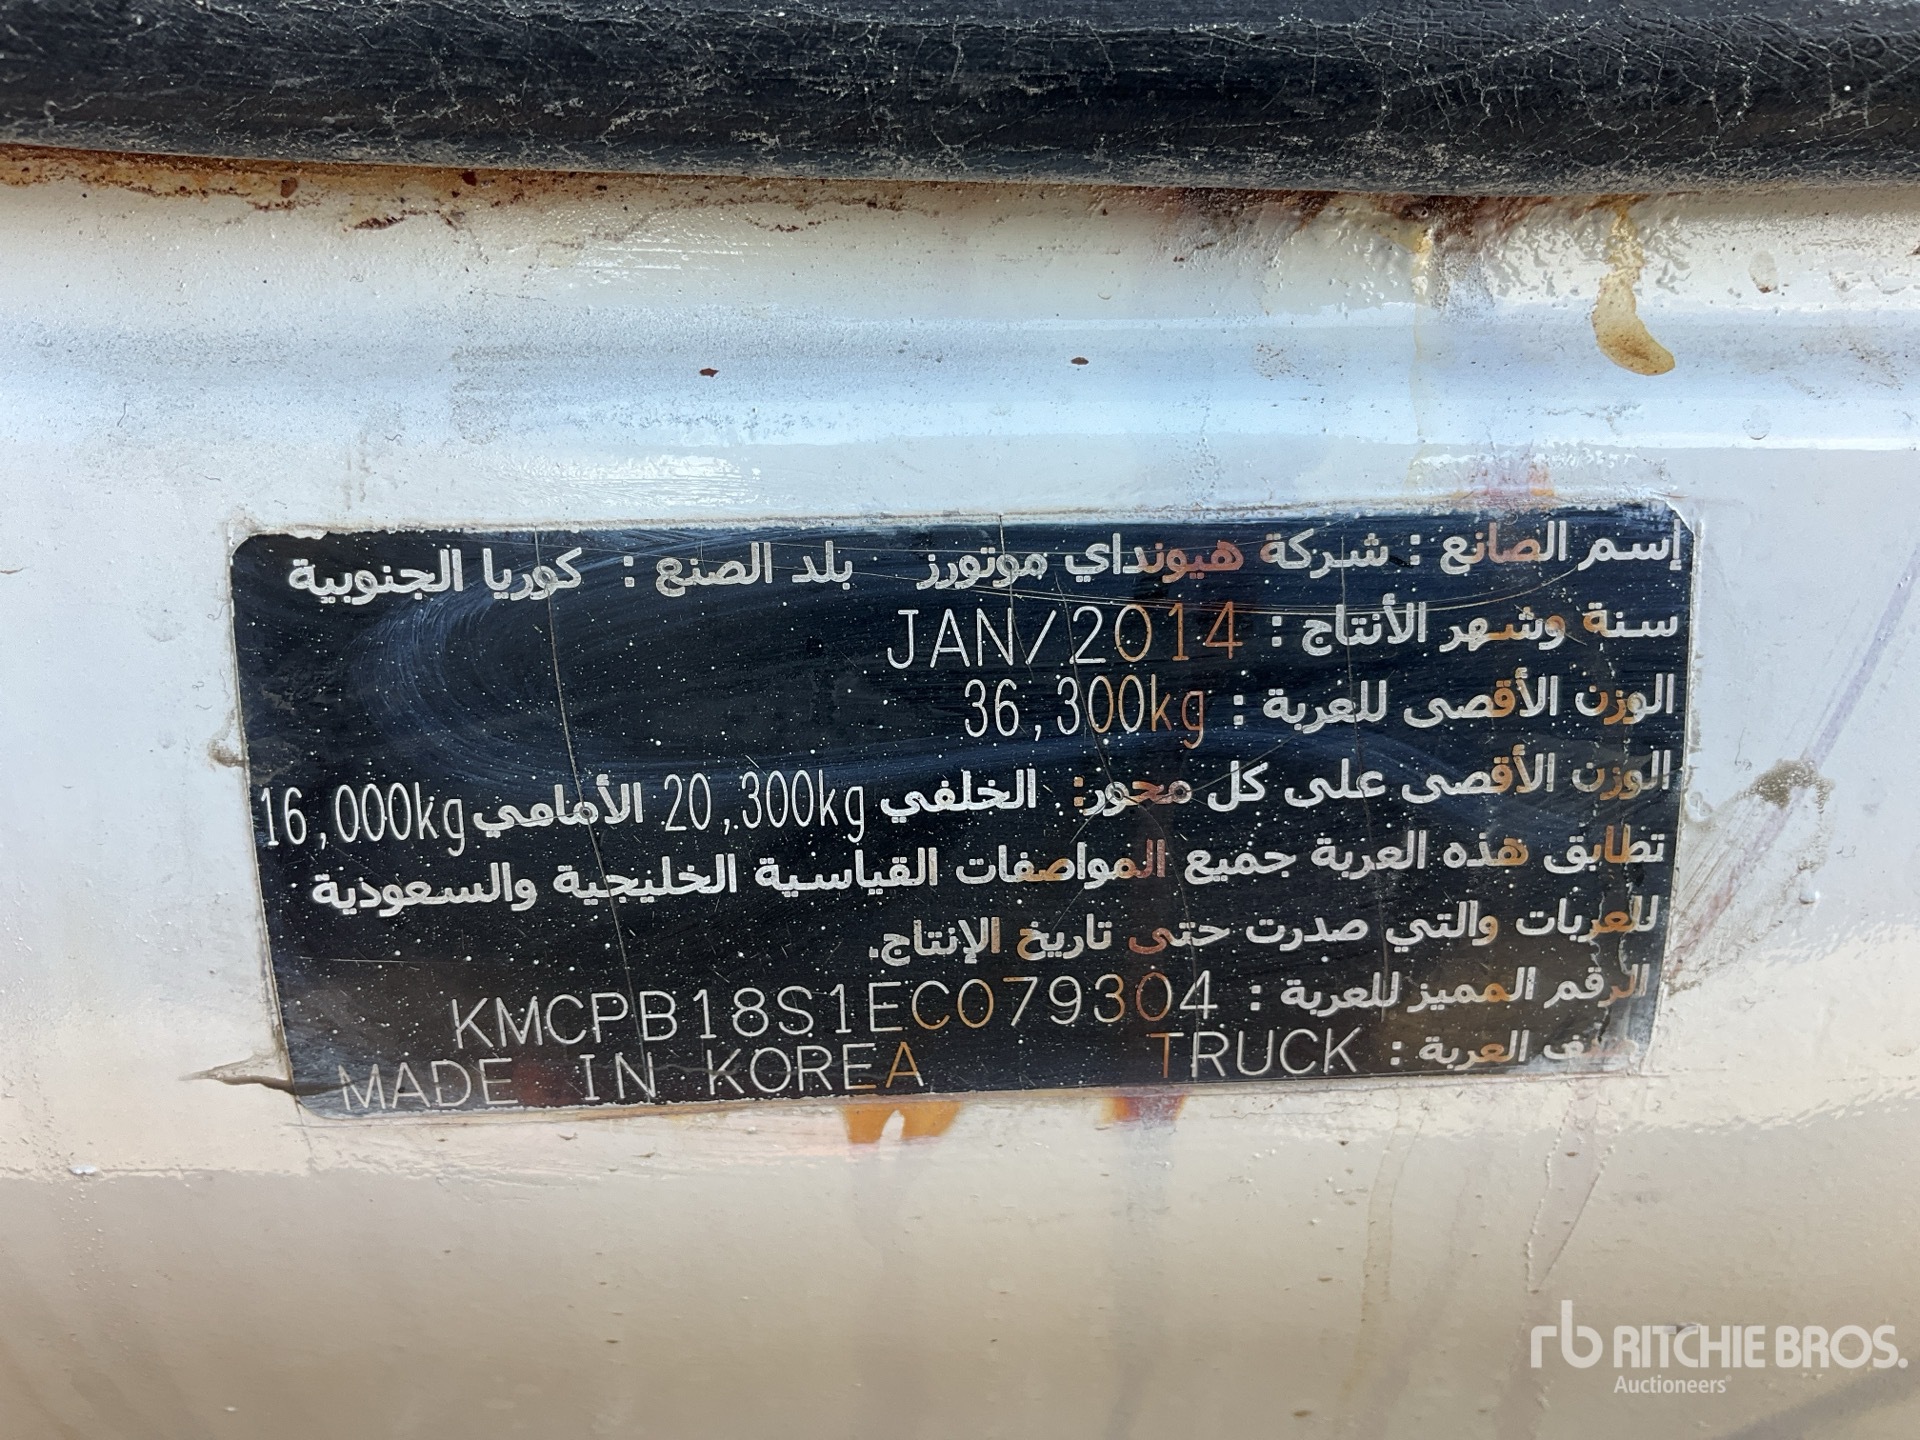 إسم الصانع : شركة هيونداي موتورز بلد الصنع : كوريا الجنوبية
سنة وشهر الأنتاج : JAN/2014
الوزن الأقصى للعربة : 36,300kg
الوزن الأقصى على كل محور: الخلفي 20,300kg الأمامي 16,000kg
تطابق هذه العربة جميع المواصفات القياسية الخليجية والسعودية
للعربات والتي صدرت حتى تاريخ الإنتاج.
الرقم المميز للعربة : KMCPB18S1EC079304
العربة : TRUCK MADE IN KOREA
rb RITCHIE BROS.
Auctioneers